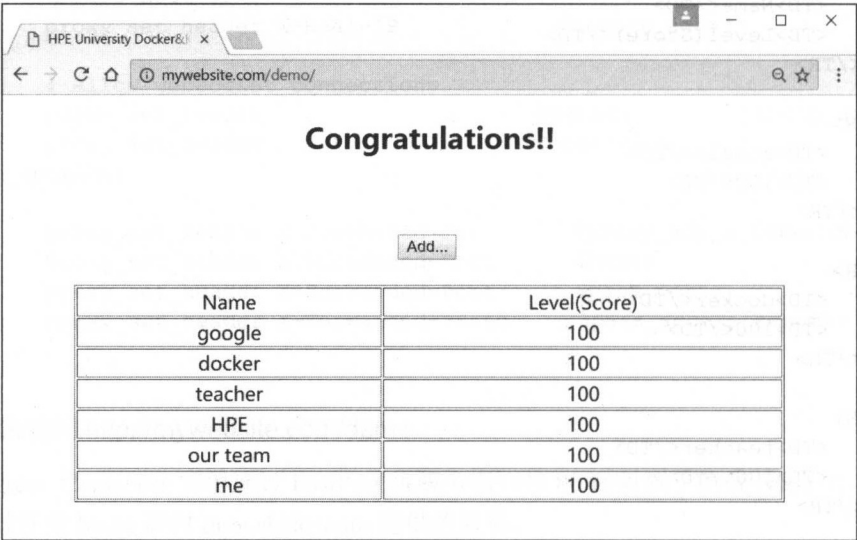 HPE University Docker&
mywebsite.com/demo/
Congratulations!!
Add...
Name Level(Score)
google 100
docker 100
teacher 100
HPE 100
our team 100
me 100